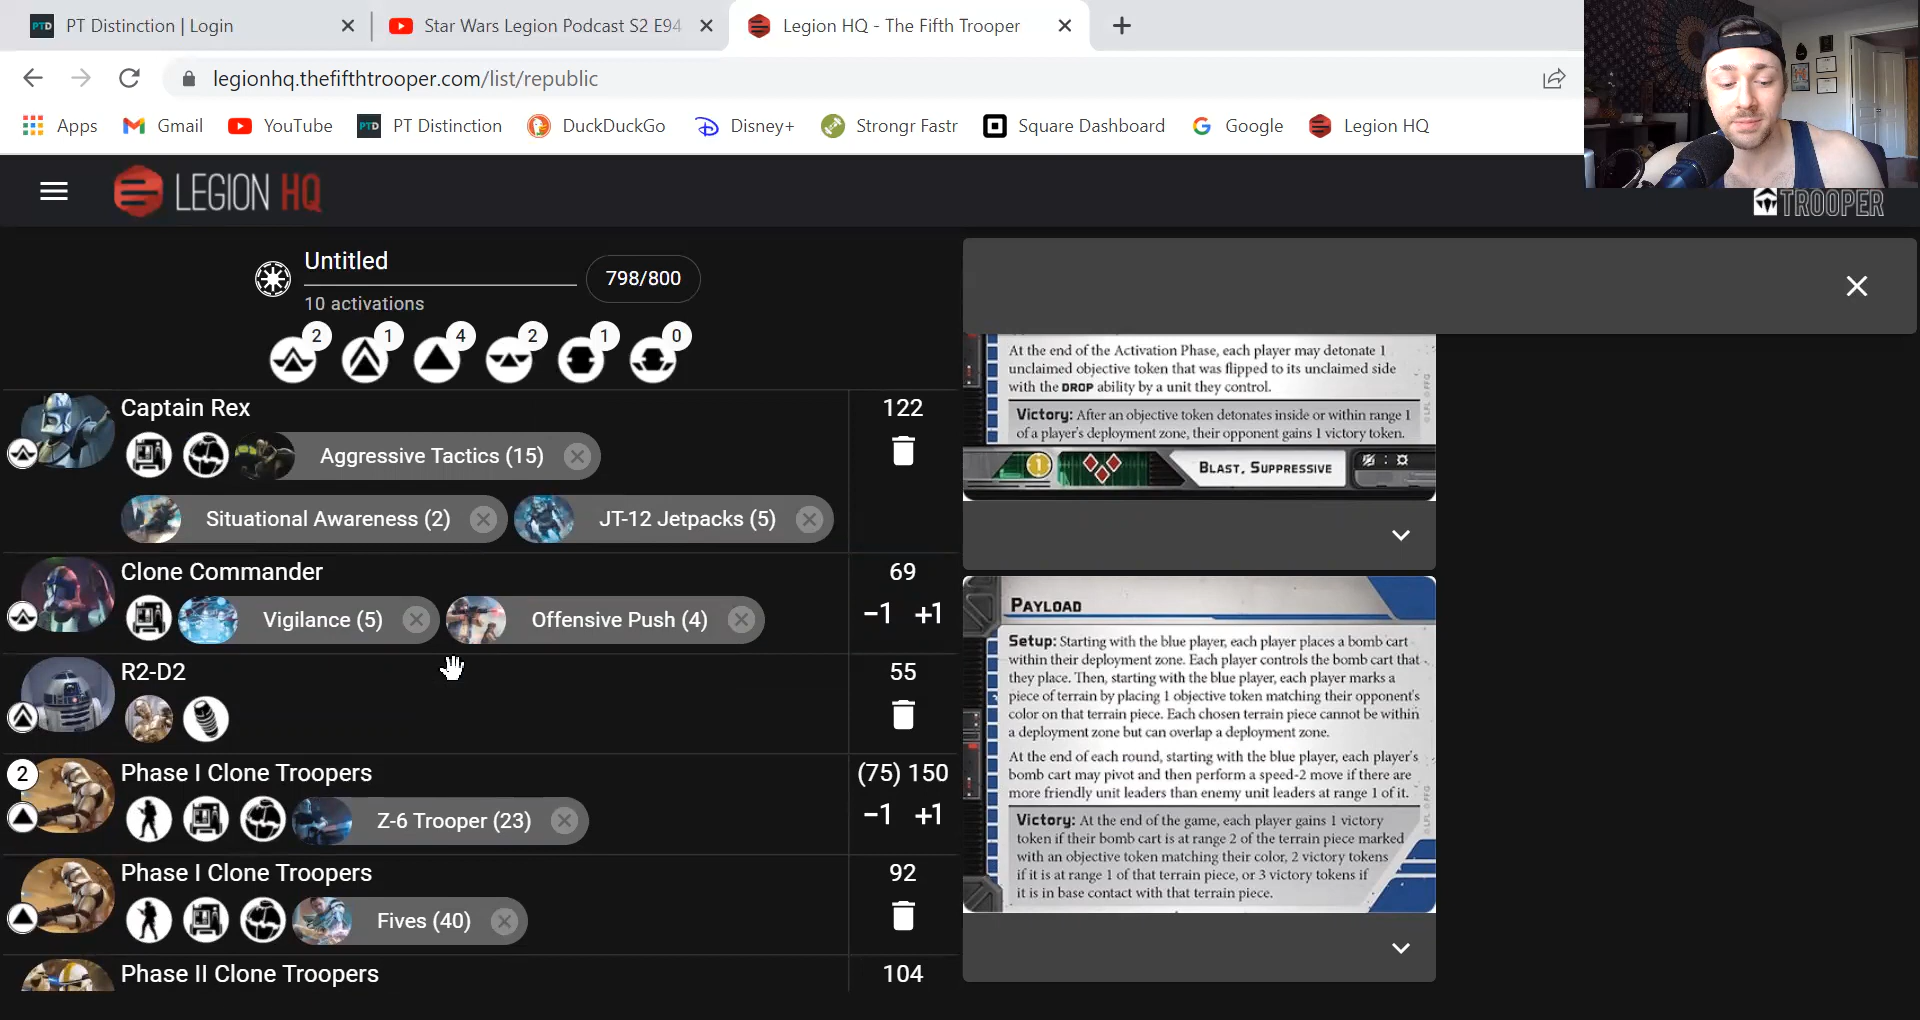 PTD PT Distinction | Login
Star Wars Legion Podcast S2 E94
Legion HQ - The Fifth Trooper
legionhq.thefifthtrooper.com/list/republic
Apps
Gmail
YouTube
PTD PT Distinction
DuckDuckGo
Disney+
Strongr Fastr
Square Dashboard
Google
Legion HQ
LEGION HQ
TROOPER
Untitled
798/800
10 activations
2 1 4 2 1 0
Captain Rex
122
Aggressive Tactics (15)
Situational Awareness (2)
JT-12 Jetpacks (5)
Clone Commander
69
Vigilance (5)
Offensive Push (4)
−1 +1
R2-D2
55
2
Phase I Clone Troopers
(75) 150
Z-6 Trooper (23)
−1 +1
Phase I Clone Troopers
92
Fives (40)
Phase II Clone Troopers
104
At the end of the Activation Phase, each player may detonate 1
unclaimed objective token that was flipped to its unclaimed side
with the DROP ability by a unit they control.
Victory: After an objective token detonates inside or within range 1
of a player's deployment zone, their opponent gains 1 victory token.
1
BLAST, SUPPRESSIVE
PAYLOAD
Setup: Starting with the blue player, each player places a bomb cart
within their deployment zone. Each player controls the bomb cart that
they place. Then, starting with the blue player, each player marks a
piece of terrain by placing 1 objective token matching their opponent's
color on that terrain piece. Each chosen terrain piece cannot be within
a deployment zone but can overlap a deployment zone.
At the end of each round, starting with the blue player, each player's
bomb cart may pivot and then perform a speed-2 move if there are
more friendly unit leaders than enemy unit leaders at range 1 of it.
Victory: At the end of the game, each player gains 1 victory
token if their bomb cart is at range 2 of the terrain piece marked
with an objective token matching their color, 2 victory tokens
if it is at range 1 of that terrain piece, or 3 victory tokens if
it is in base contact with that terrain piece.